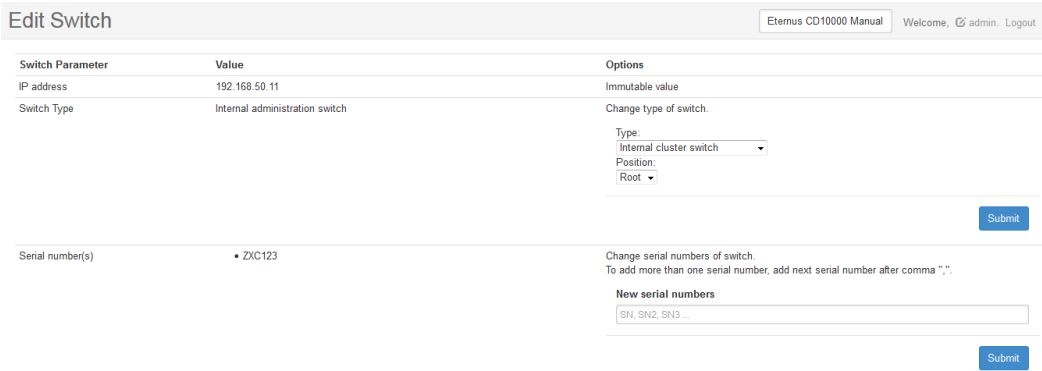 Edit Switch
Eternus CD10000 Manual
Welcome, admin. Logout
Switch Parameter Value Options
IP address 192.168.50.11 Immutable value
Switch Type Internal administration switch Change type of switch.
Type:
Internal cluster switch
Position:
Root
Submit
Serial number(s) • ZXC123 Change serial numbers of switch.
To add more than one serial number, add next serial number after comma ",".
New serial numbers
SN, SN2, SN3 ...
Submit